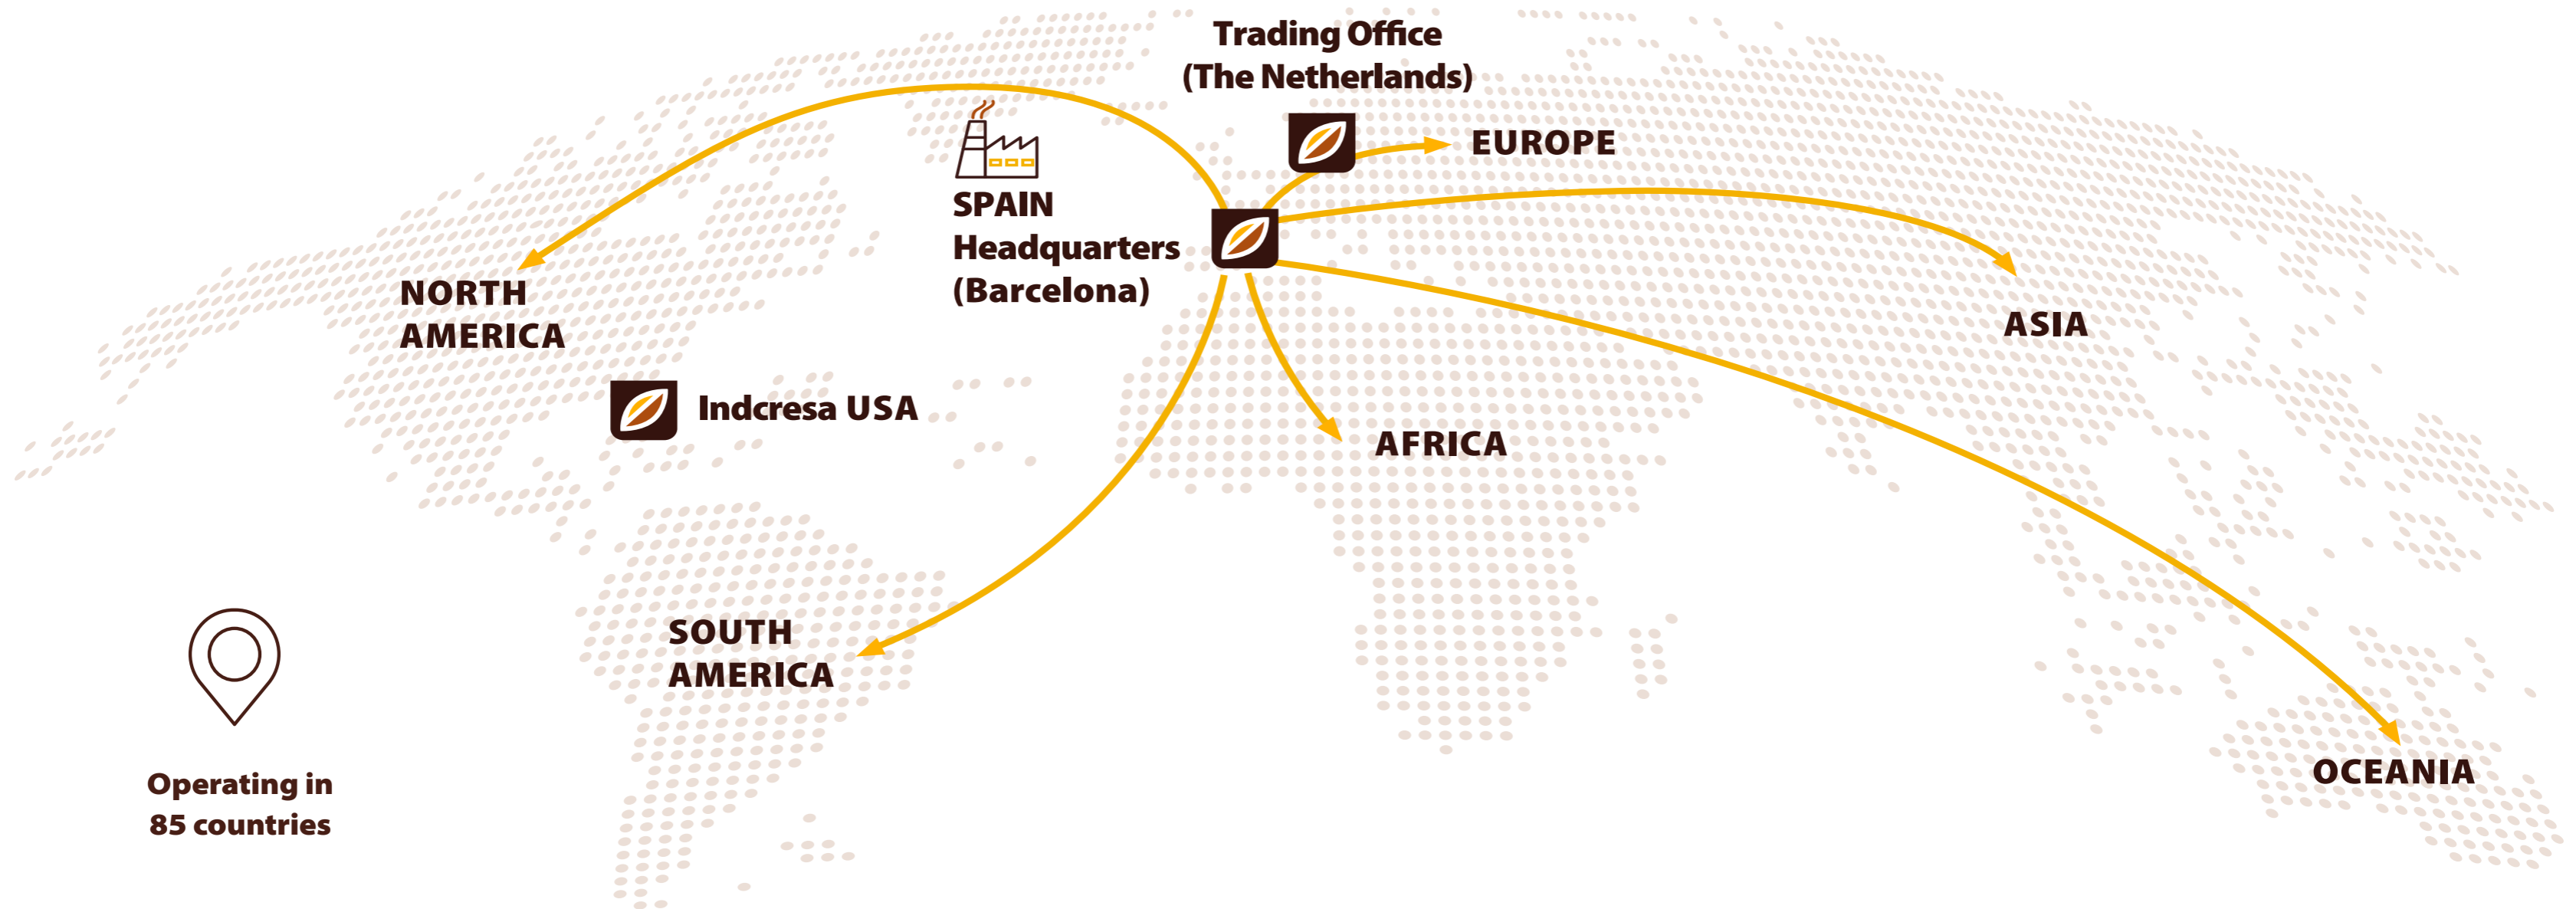 Trading Office
(The Netherlands)
EUROPE
SPAIN
Headquarters
(Barcelona)
NORTH
AMERICA
ASIA
Indcresa USA
AFRICA
SOUTH
AMERICA
OCEANIA
Operating in
85 countries